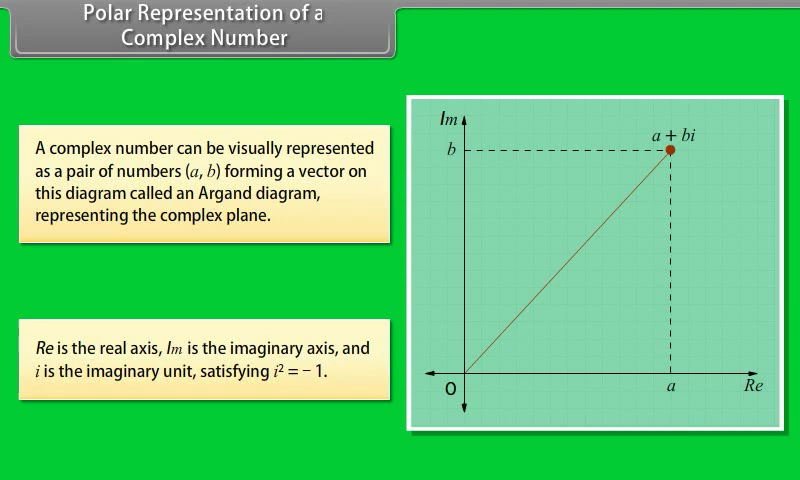 Polar Representation of a
Complex Number
A complex number can be visually represented
as a pair of numbers (a, b) forming a vector on
this diagram called an Argand diagram,
representing the complex plane.
Re is the real axis, Im is the imaginary axis, and
i is the imaginary unit, satisfying i² = − 1.
Im
a + bi
b
O
a
Re